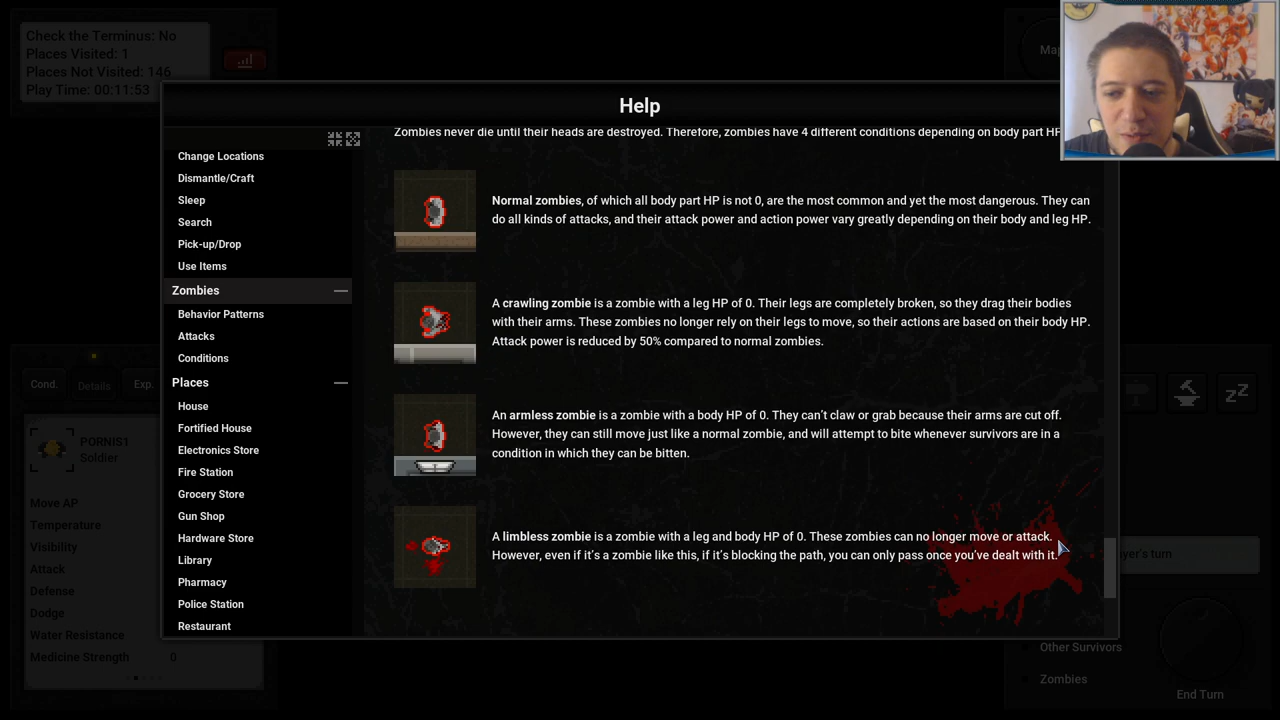 Check the Terminus: No
Places Visited: 1
Places Not Visited: 146
Play Time: 00:11:53
Map
Help
Change Locations
Dismantle/Craft
Sleep
Search
Pick-up/Drop
Use Items
Zombies
Behavior Patterns
Attacks
Conditions
Places
House
Fortified House
Electronics Store
Fire Station
Grocery Store
Gun Shop
Hardware Store
Library
Pharmacy
Police Station
Restaurant
Zombies never die until their heads are destroyed. Therefore, zombies have 4 different conditions depending on body part HP
Normal zombies, of which all body part HP is not 0, are the most common and yet the most dangerous. They can
do all kinds of attacks, and their attack power and action power vary greatly depending on their body and leg HP.
A crawling zombie is a zombie with a leg HP of 0. Their legs are completely broken, so they drag their bodies
with their arms. These zombies no longer rely on their legs to move, so their actions are based on their body HP.
Attack power is reduced by 50% compared to normal zombies.
An armless zombie is a zombie with a body HP of 0. They can't claw or grab because their arms are cut off.
However, they can still move just like a normal zombie, and will attempt to bite whenever survivors are in a
condition in which they can be bitten.
A limbless zombie is a zombie with a leg and body HP of 0. These zombies can no longer move or attack.
However, even if it's a zombie like this, if it's blocking the path, you can only pass once you've dealt with it.
Cond.
Details
Exp.
PORNIS1
Soldier
Move AP
Temperature
Visibility
Attack
Defense
Dodge
Water Resistance
Medicine Strength 0
zZ
yer's turn
Other Survivors
Zombies
End Turn